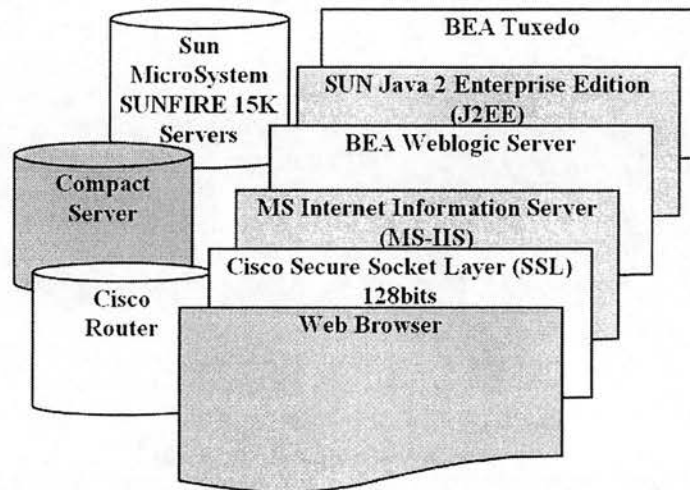 Sun
MicroSystem
SUNFIRE 15K
Servers
Compact
Server
Cisco
Router
BEA Tuxedo
SUN Java 2 Enterprise Edition
(J2EE)
BEA Weblogic Server
MS Internet Information Server
(MS-IIS)
Cisco Secure Socket Layer (SSL)
128bits
Web Browser